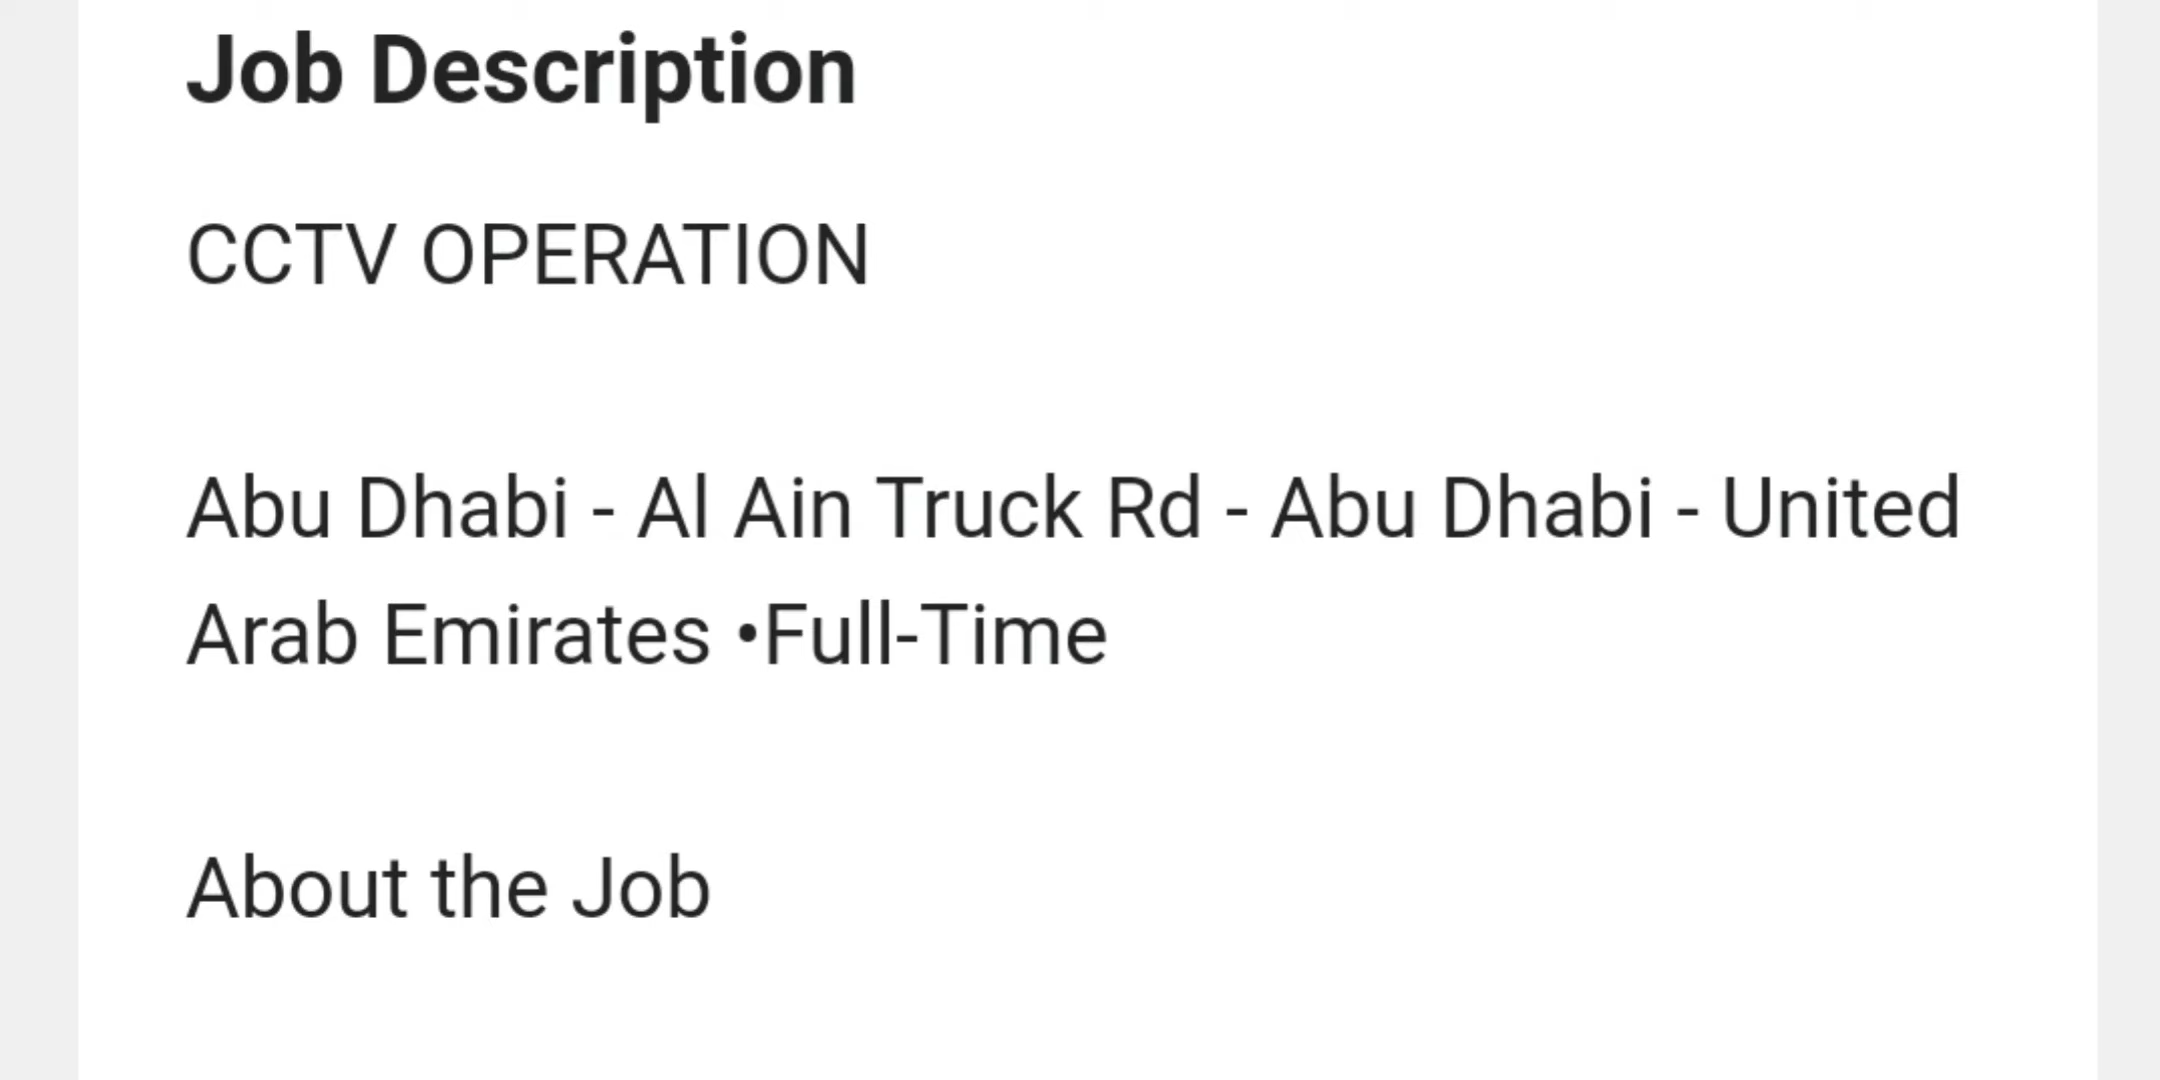 Job Description
CCTV OPERATION
Abu Dhabi - Al Ain Truck Rd - Abu Dhabi - United
Arab Emirates •Full-Time
About the Job